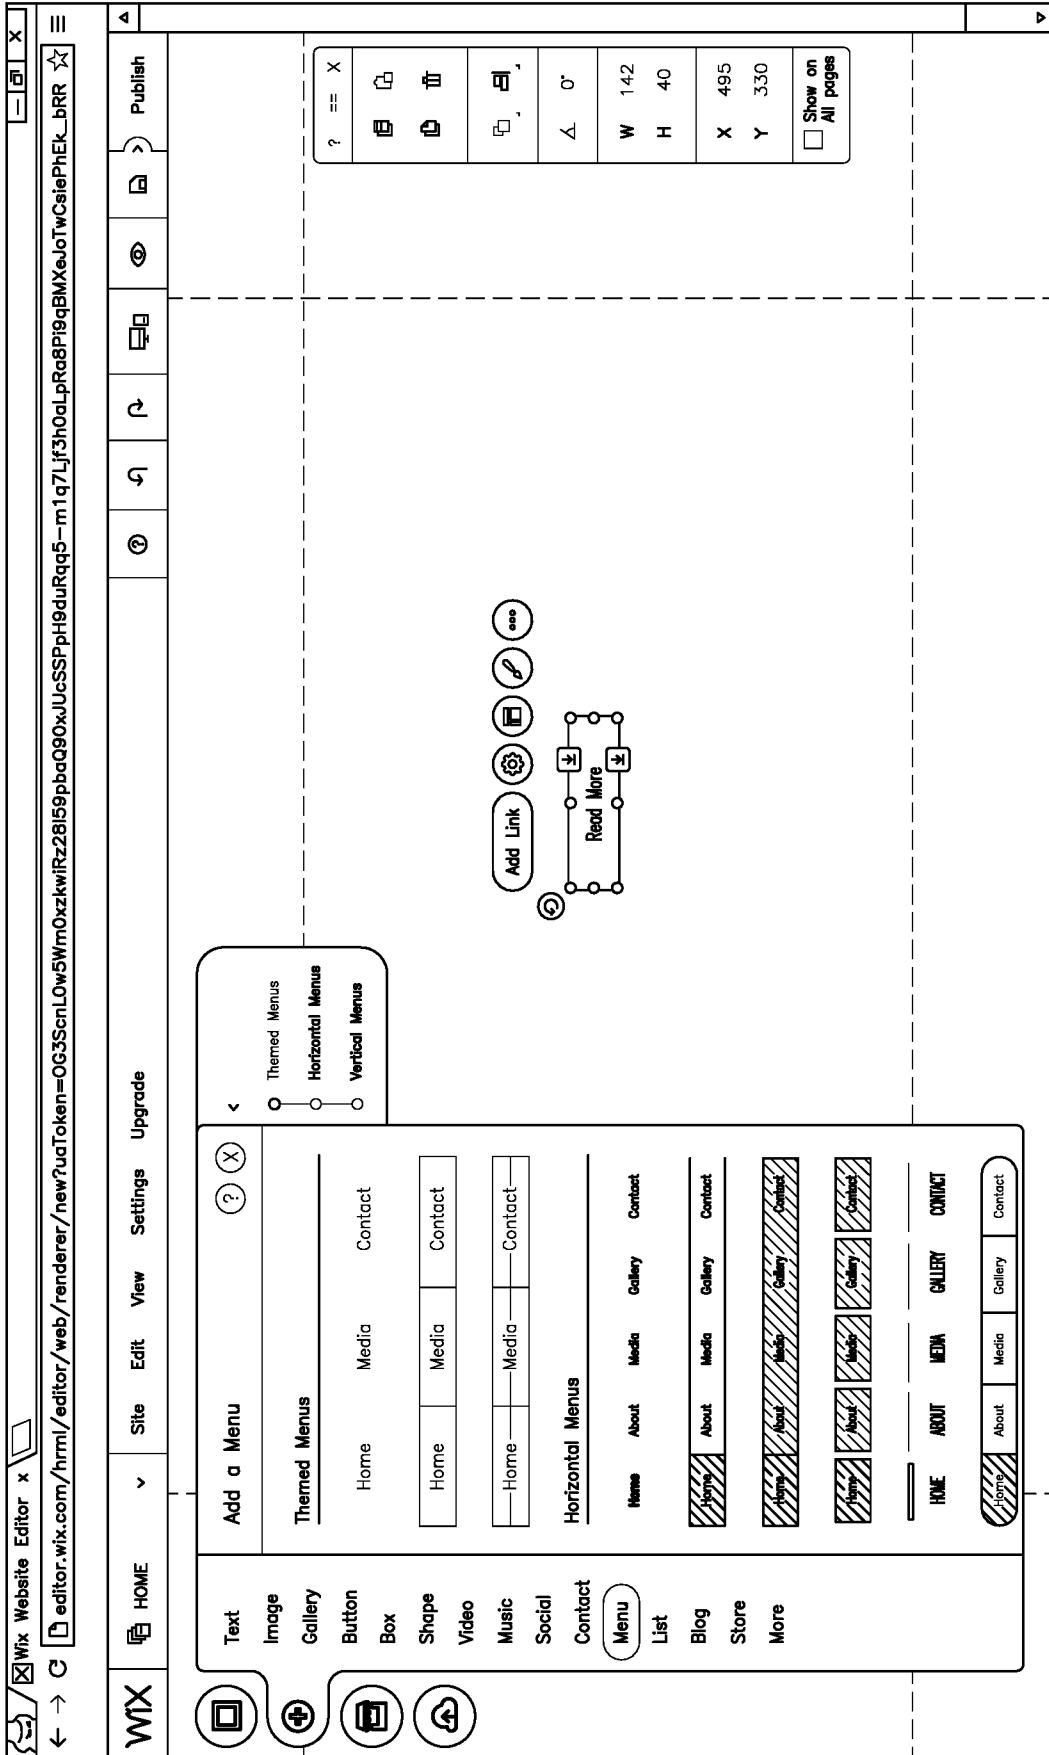 Wix Website Editor x
editor.wix.com/hrml/editor/web/renderer/new?udToken=
WiX
HOME
Site Edit View Settings Upgrade
Publish
Text
Image
Gallery
Button
Box
Shape
Video
Music
Social
Contact
Menu
List
Blog
Store
More
Add a Menu ? X
Themed Menus
Home Media Contact
Home Media Contact
Home Media Contact
Horizontal Menus
Home About Media Gallery Contact
Home About Media Gallery Contact
Home About Media Gallery Contact
Home About Media Gallery Contact
HOME ABOUT MEDIA GALLERY CONTACT
Home About Media Gallery Contact
Themed Menus
Horizontal Menus
Vertical Menus
Add Link
Read More
? == X
0°
W 142
H 40
X 495
Y 330
Show on
All pages